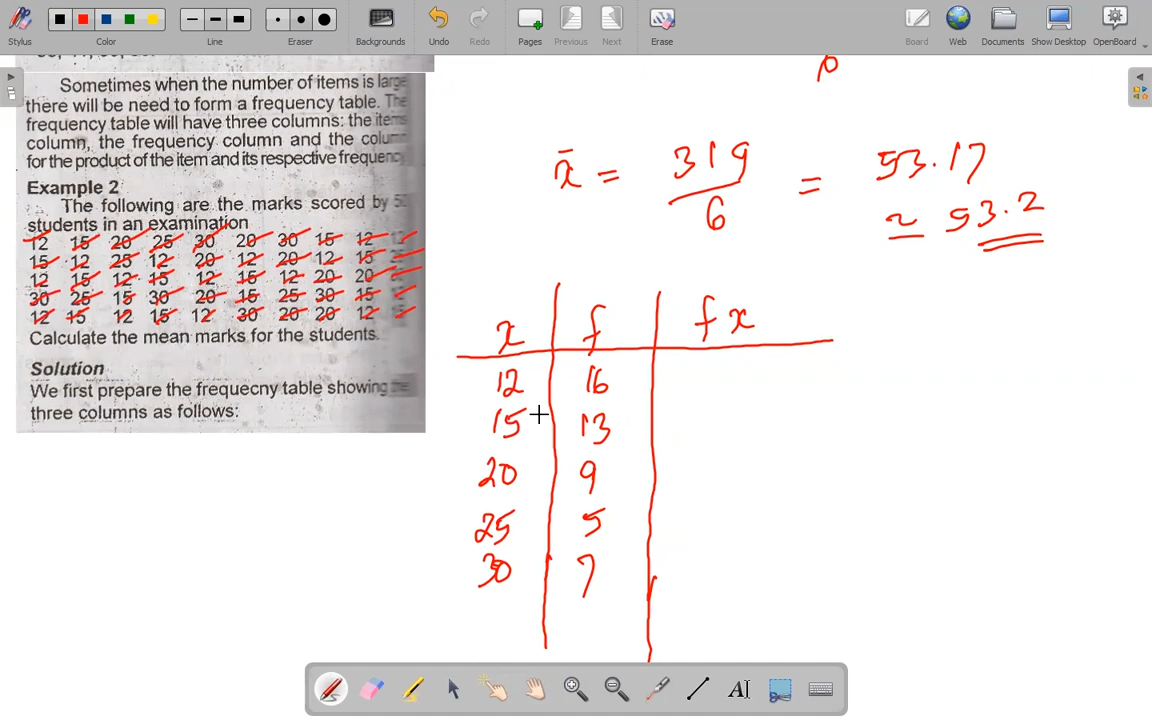 Stylus Color Line Eraser Backgrounds Undo Redo Pages Previous Next Erase Board Web Documents Show Desktop OpenBoard
Sometimes when the number of items is large
there will be need to form a frequency table. The
frequency table will have three columns: the items
column, the frequency column and the colum
for the product of the item and its respective frequenc
Example 2
The following are the marks scored by 50
students in an examination
12 15 20 25 30 20 30 15 12
15 12 25 12 20 12 20 12 15
12 15 12 15 12 15 12 20 20
30 25 15 30 20 15 25 30 15
12 15 12 15 12 30 20 20 12
Calculate the mean marks for the students.
Solution
We first prepare the frequecny table showing the
three columns as follows:
x̄ = 319/6 = 53.17
≈ 53.2
x f fx
12 16
15 13
20 9
25 5
30 7